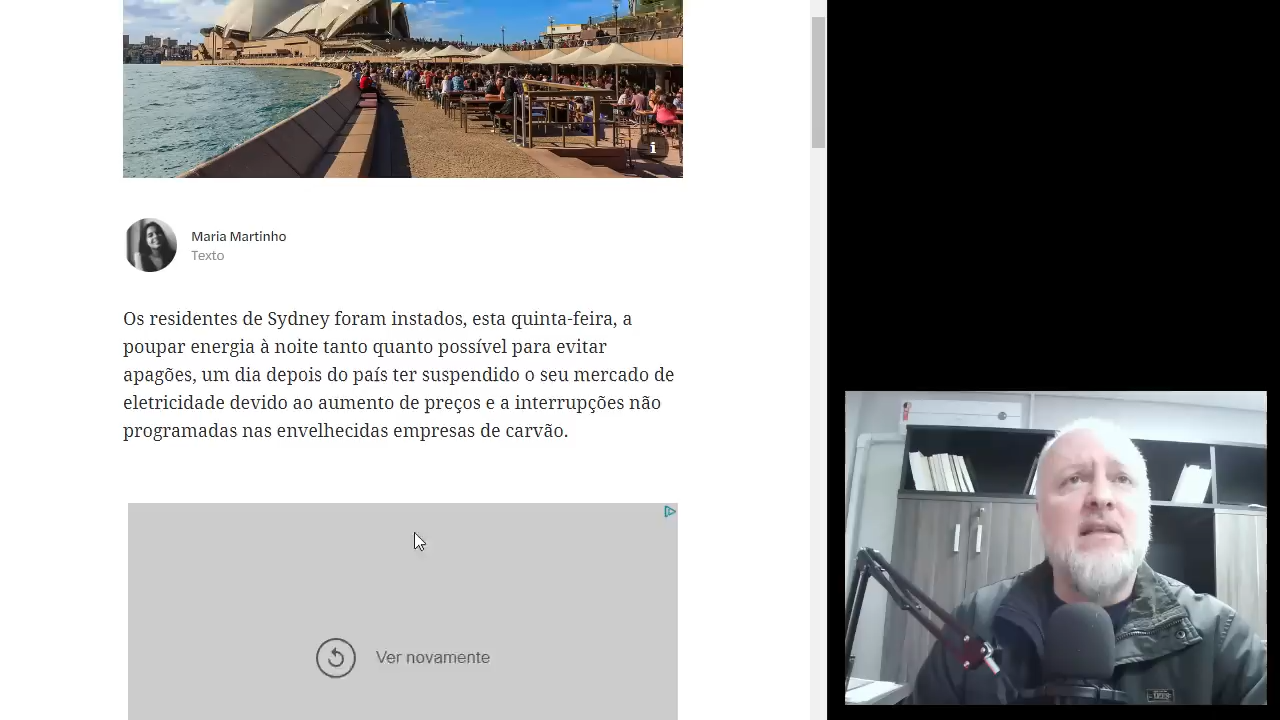 Maria Martinho
Texto
Os residentes de Sydney foram instados, esta quinta-feira, a
poupar energia à noite tanto quanto possível para evitar
apagões, um dia depois do país ter suspendido o seu mercado de
eletricidade devido ao aumento de preços e a interrupções não
programadas nas envelhecidas empresas de carvão.
Ver novamente